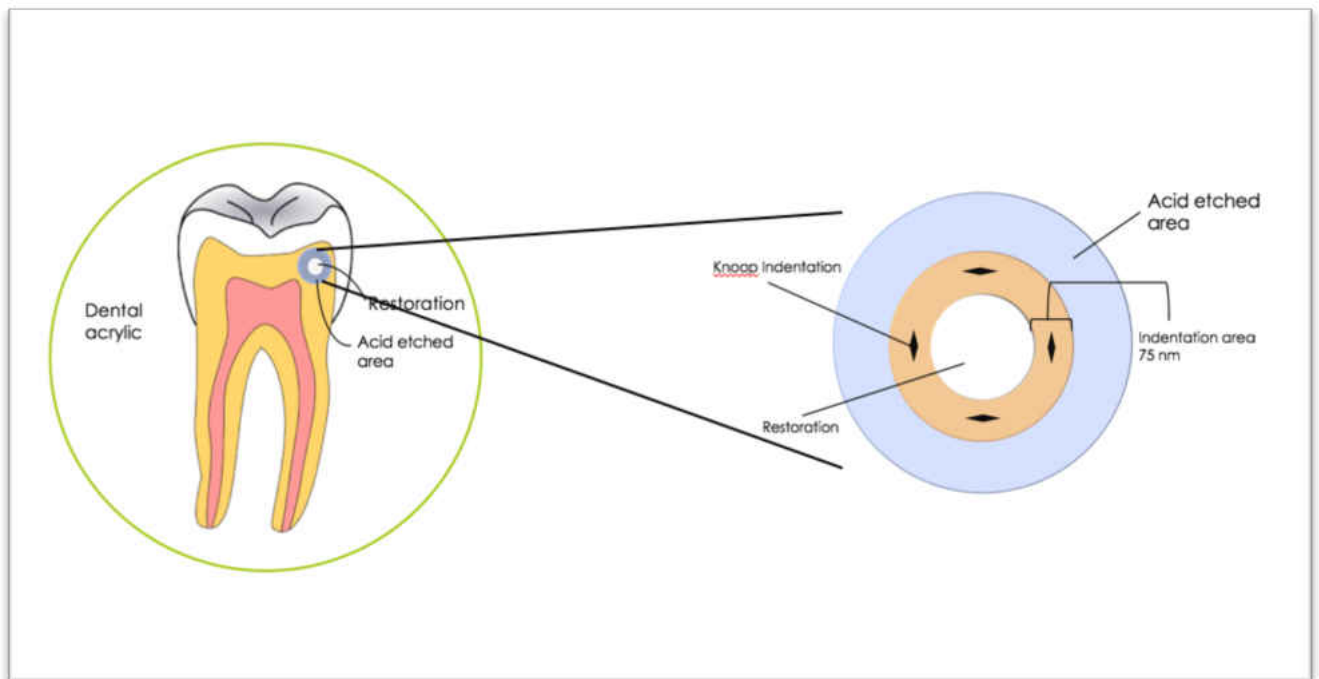 Dental
acrylic
Restoration
Acid etched
area
Knoop Indentation
Acid etched
area
Indentation area
75 nm
Restoration